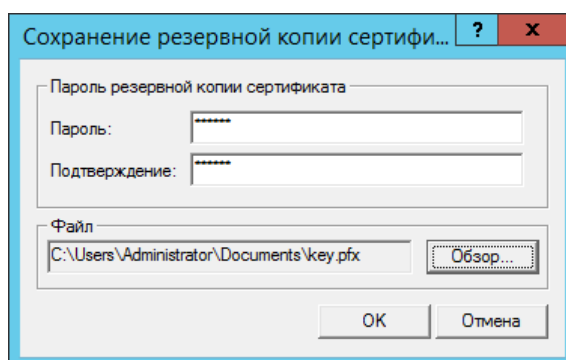 Сохранение резервной копии сертифи...
? x
Пароль резервной копии сертификата
Пароль: ******
Подтверждение: ******
Файл
C:\Users\Administrator\Documents\key.pfx Обзор...
OK Отмена